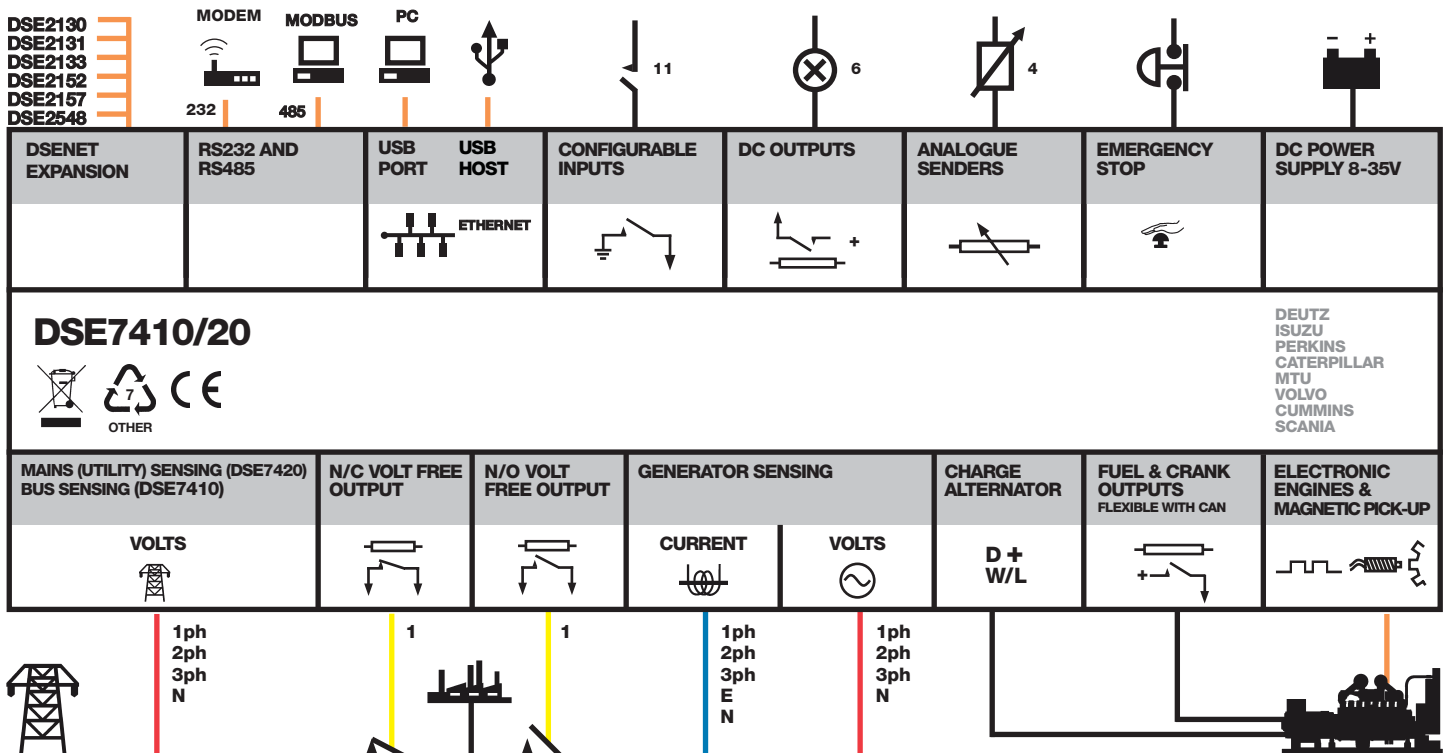 DSE2130
DSE2131
DSE2133
DSE2152
DSE2157
DSE2548
MODEM
232
MODBUS
485
PC
11
6
4
– +
DSENET
EXPANSION
RS232 AND
RS485
USB
PORT
USB
HOST
CONFIGURABLE
INPUTS
DC OUTPUTS
ANALOGUE
SENDERS
EMERGENCY
STOP
DC POWER
SUPPLY 8-35V
ETHERNET
+
DSE7410/20
7
OTHER
CE
DEUTZ
ISUZU
PERKINS
CATERPILLAR
MTU
VOLVO
CUMMINS
SCANIA
MAINS (UTILITY) SENSING (DSE7420)
BUS SENSING (DSE7410)
N/C VOLT FREE
OUTPUT
N/O VOLT
FREE OUTPUT
GENERATOR SENSING
CHARGE
ALTERNATOR
FUEL & CRANK
OUTPUTS
FLEXIBLE WITH CAN
ELECTRONIC
ENGINES &
MAGNETIC PICK-UP
VOLTS
CURRENT
VOLTS
D +
W/L
+
1ph
2ph
3ph
N
1
1
1ph
2ph
3ph
E
N
1ph
2ph
3ph
N